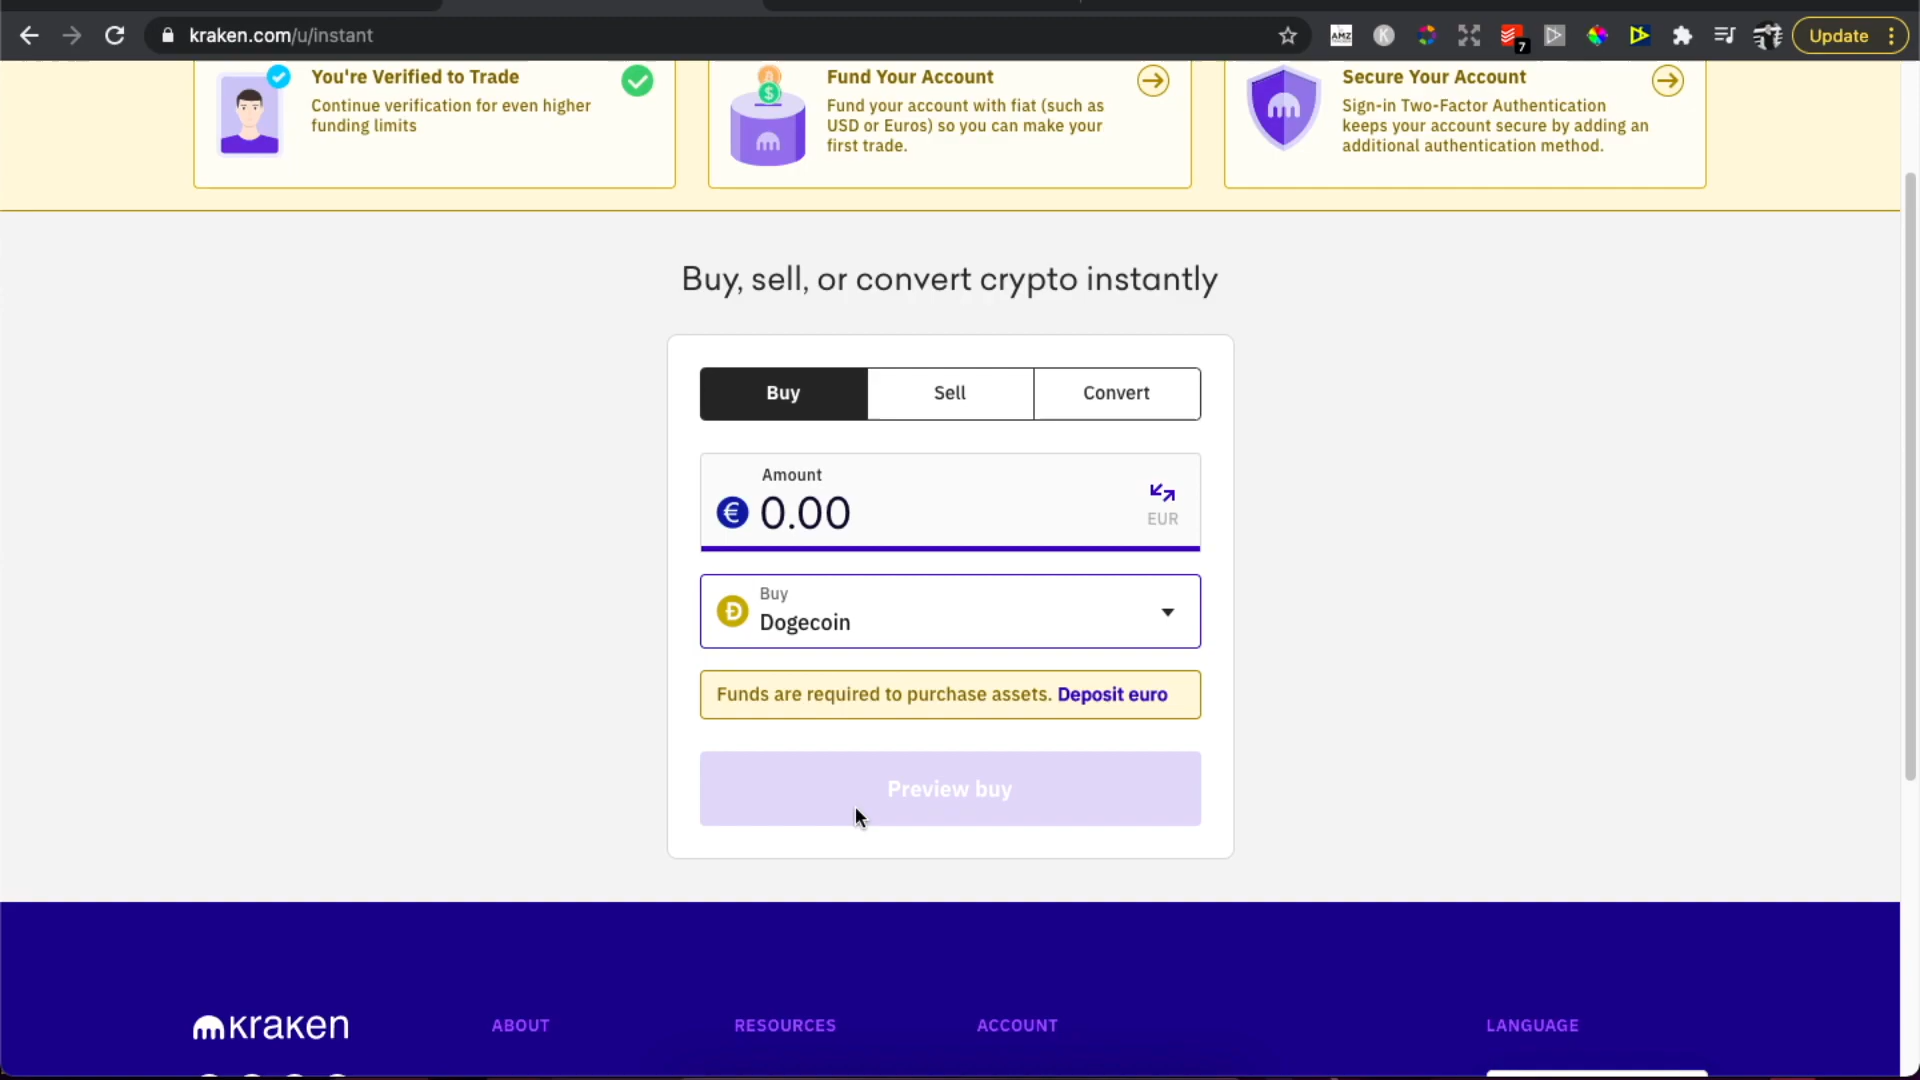 kraken.com/u/instant
AMZ
K
7
Update
You're Verified to Trade
Continue verification for even higher
funding limits
Fund Your Account
Fund your account with fiat (such as
USD or Euros) so you can make your
first trade.
Secure Your Account
Sign-in Two-Factor Authentication
keeps your account secure by adding an
additional authentication method.
Buy, sell, or convert crypto instantly
Buy
Sell
Convert
Amount
€ 0.00
EUR
Buy
Dogecoin
Funds are required to purchase assets. Deposit euro
Preview buy
kraken
ABOUT
RESOURCES
ACCOUNT
LANGUAGE